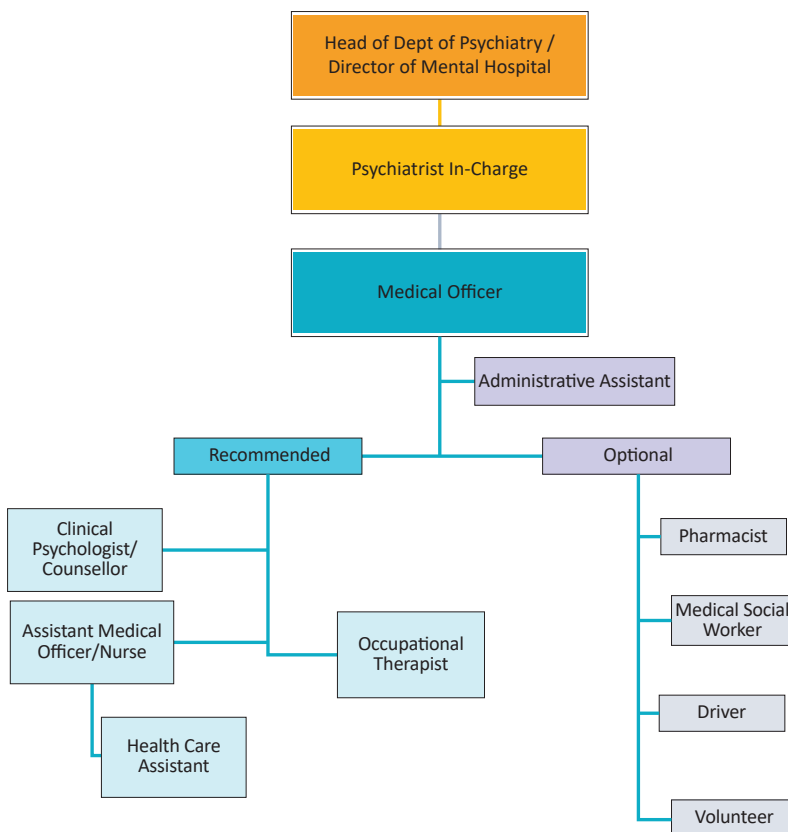 Head of Dept of Psychiatry /
Director of Mental Hospital
Psychiatrist In-Charge
Medical Officer
Administrative Assistant
Recommended
Optional
Clinical
Psychologist/
Counsellor
Assistant Medical
Officer/Nurse
Health Care
Assistant
Occupational
Therapist
Pharmacist
Medical Social
Worker
Driver
Volunteer